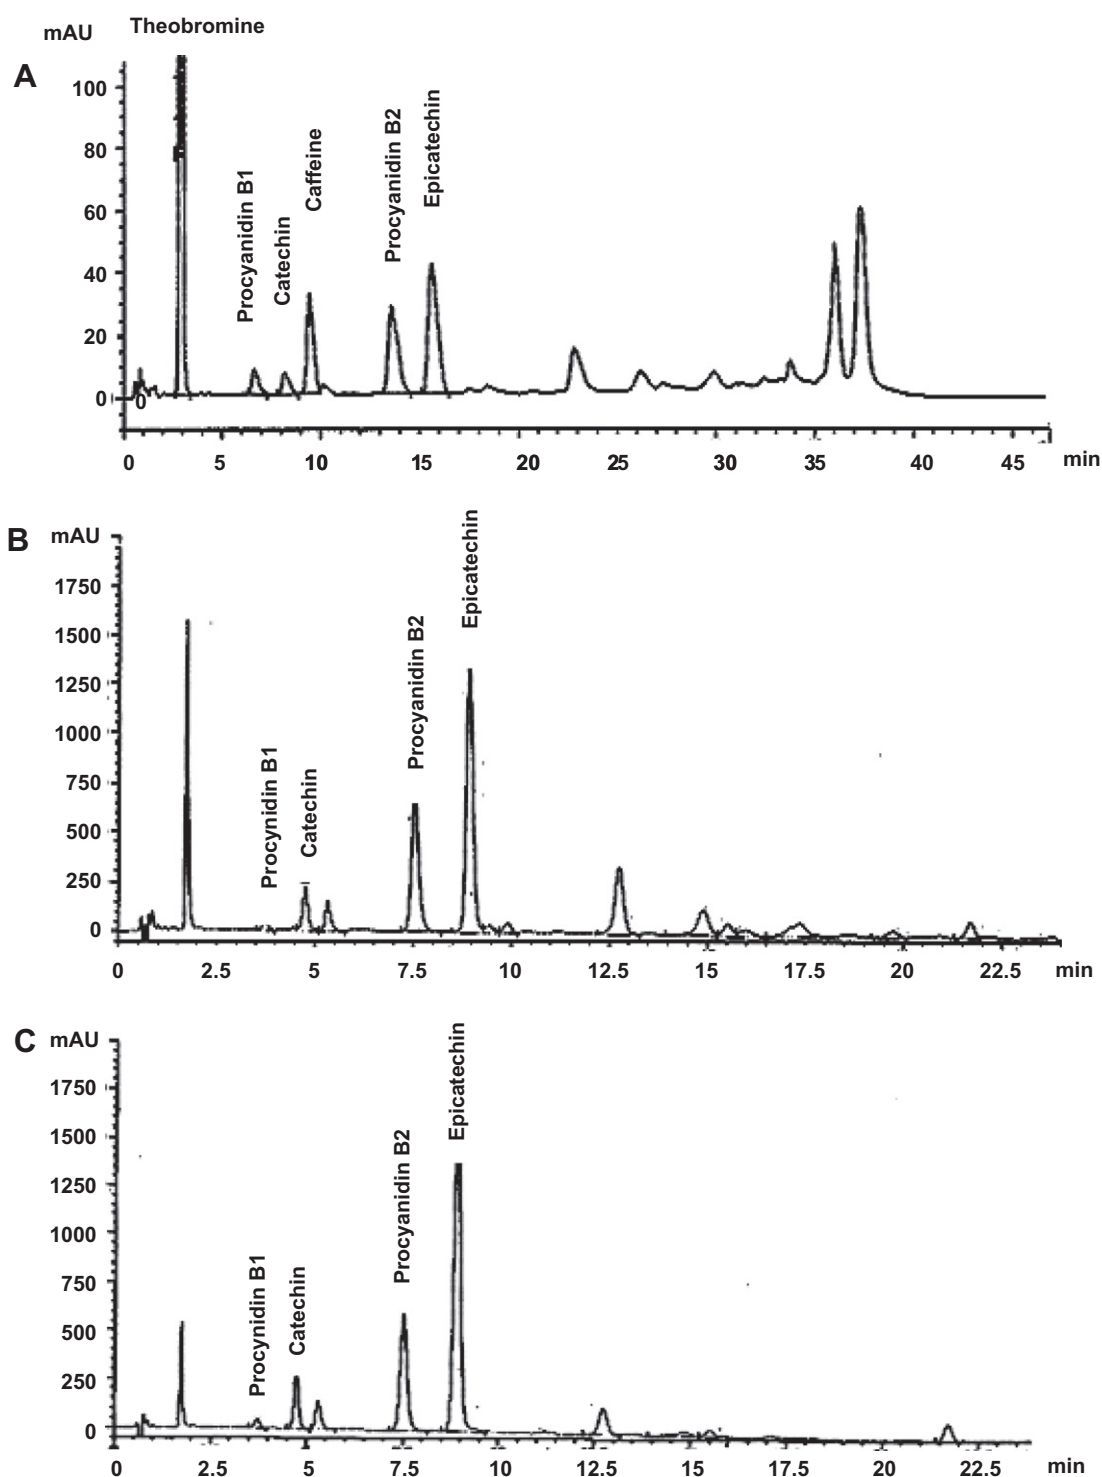 Theobromine
mAU
A
100
80
60
40
20
0
0
Procyanidin B1
Catechin
Caffeine
Procyanidin B2
Epicatechin
0 5 10 15 20 25 30 35 40 45 min
B mAU
1750
1500
1250
1000
750
500
250
0
Procynidin B1
Catechin
Procyanidin B2
Epicatechin
0 2.5 5 7.5 10 12.5 15 17.5 20 22.5 min
C mAU
1750
1500
1250
1000
750
500
250
0
Procynidin B1
Catechin
Procyanidin B2
Epicatechin
0 2.5 5 7.5 10 12.5 15 17.5 20 22.5 min